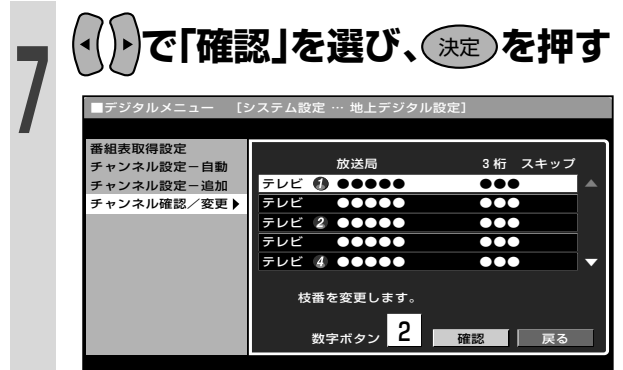 7
で「確認」を選び、決定を押す
■デジタルメニュー [システム設定 … 地上デジタル設定]
番組表取得設定
チャンネル設定－自動
チャンネル設定－追加
チャンネル確認／変更▶
放送局 3桁 スキップ
テレビ ❶ ●●●●● ●●●
テレビ ●●●●● ●●●
テレビ ❷ ●●●●● ●●●
テレビ ●●●●● ●●●
テレビ ❹ ●●●●● ●●●
枝番を変更します。
数字ボタン 2 確認 戻る